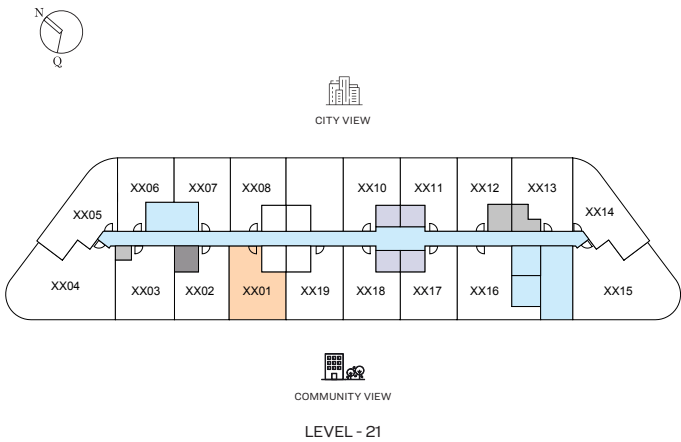 N
Q
CITY VIEW
XX06 XX07 XX08 XX10 XX11 XX12 XX13
XX05 XX14
XX04 XX03 XX02 XX01 XX19 XX18 XX17 XX16 XX15
COMMUNITY VIEW
LEVEL - 21